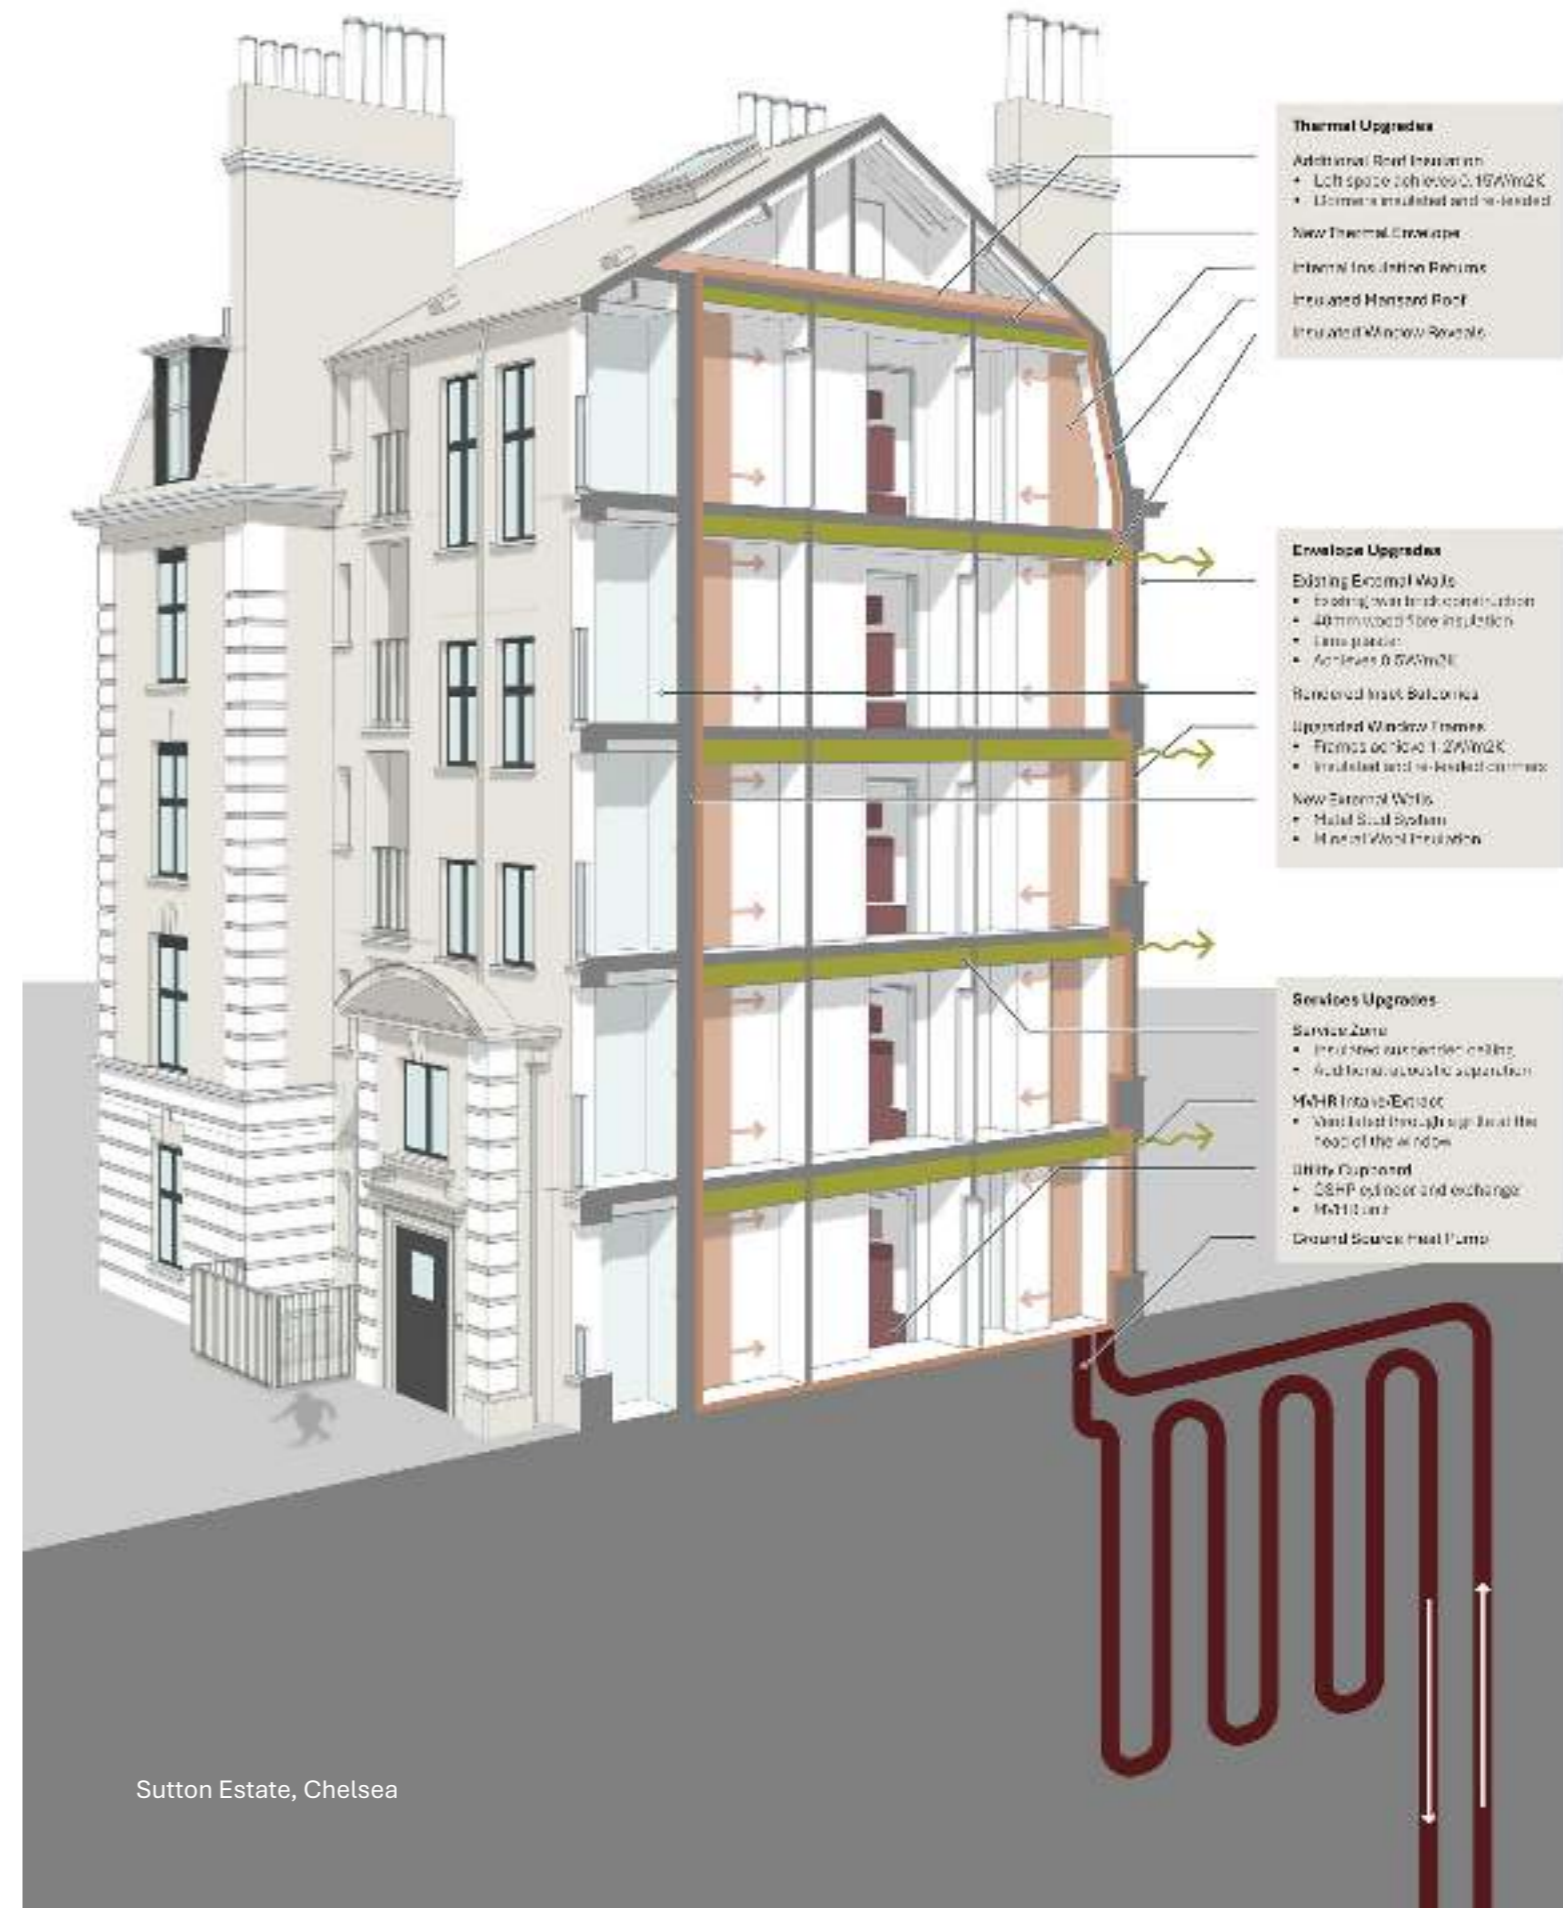 Thermal Upgrades
Additional Roof Insulation
• Loft space achieves 0.15W/m2K
• Dormers insulated and re-leaded
New Thermal Envelope
Internal Insulation Returns
Insulated Mansard Roof
Insulated Window Reveals
Envelope Upgrades
Existing External Walls
• Existing brick construction
• 40mm wood fibre insulation
• Lime plaster
• Achieves 0.5W/m2K
Rendered Inset Balconies
Upgraded Window Frames
• Frames achieve 1.2W/m2K
• Insulated and re-leaded dormers
New External Walls
• Metal Stud System
• Mineral Wool Insulation
Services Upgrades
Service Zone
• Insulated suspended ceiling
• Additional acoustic separation
MVHR Intake/Extract
• Ventilated through a grille at the
head of the window
Utility Cupboard
• GSHP cylinder and exchange
• MVHR unit
Ground Source Heat Pump
Sutton Estate, Chelsea